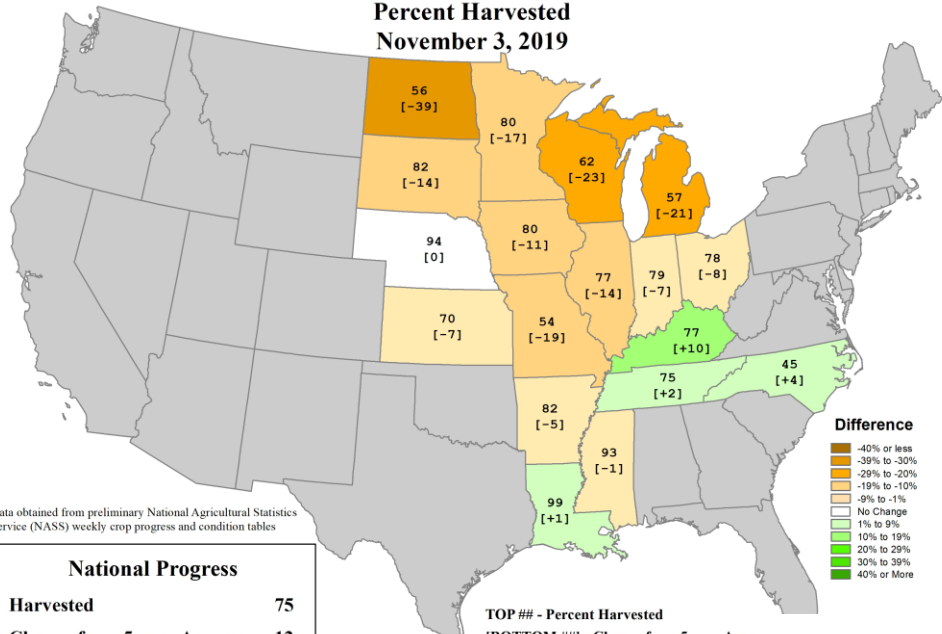 Percent Harvested
November 3, 2019
56
[-39]
80
[-17]
82
[-14]
62
[-23]
57
[-21]
94
[0]
80
[-11]
77
[-14]
79
[-7]
78
[-8]
70
[-7]
54
[-19]
77
[+10]
75
[+2]
45
[+4]
82
[-5]
93
[-1]
99
[+1]
Difference
-40% or less
-39% to -30%
-29% to -20%
-19% to -10%
-9% to -1%
No Change
1% to 9%
10% to 19%
20% to 29%
30% to 39%
40% or More
ata obtained from preliminary National Agricultural Statistics
ervice (NASS) weekly crop progress and condition tables
National Progress
Harvested 75
TOP ## - Percent Harvested